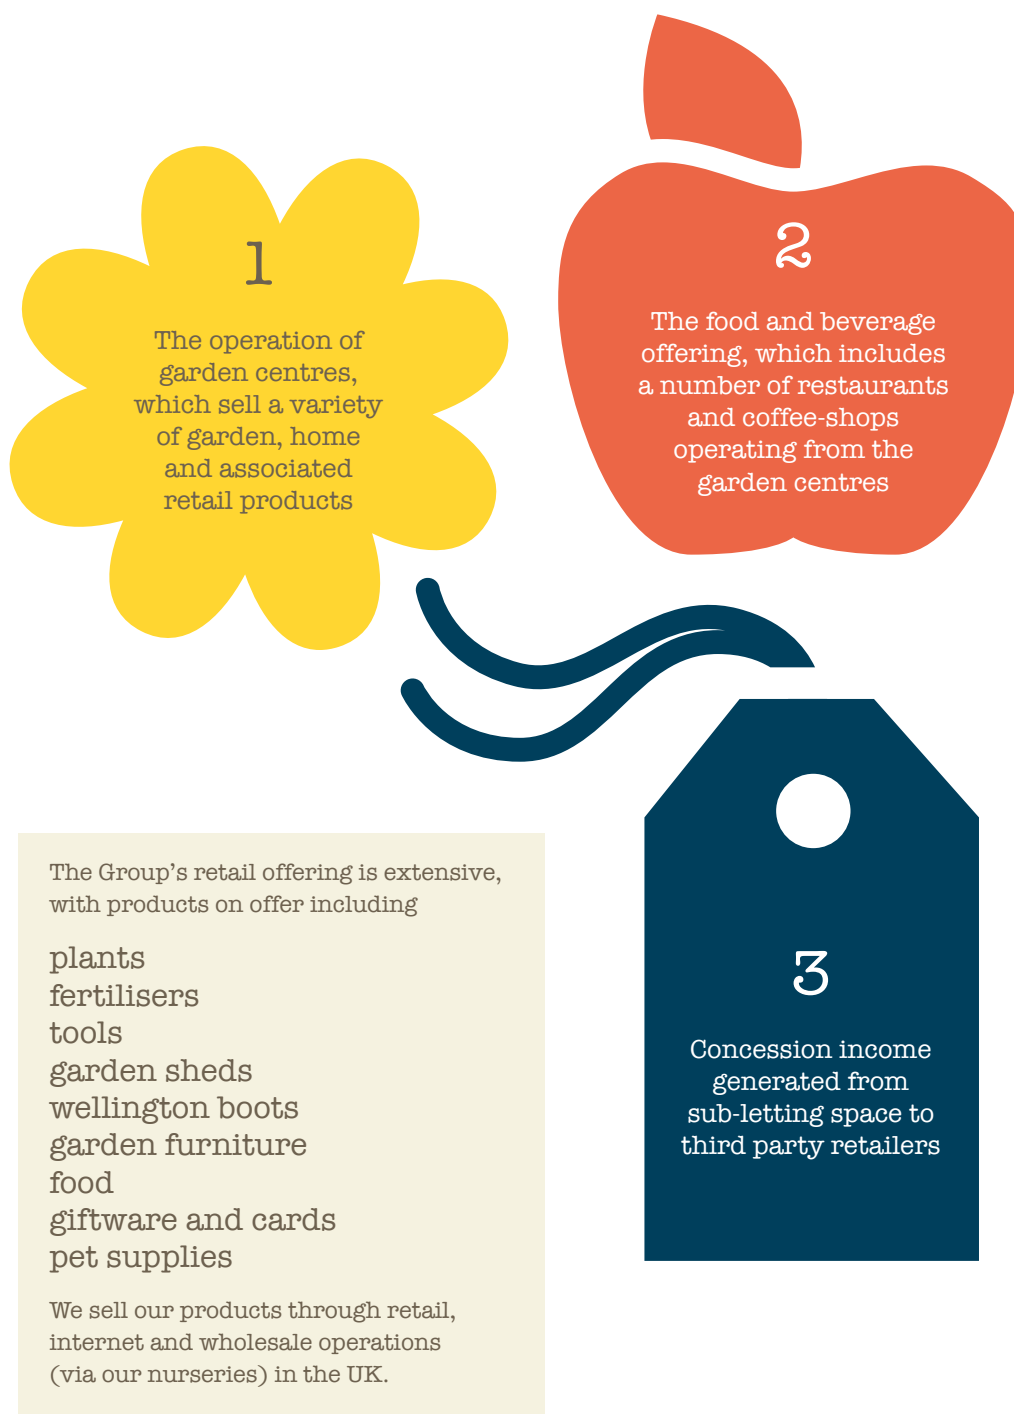 1
The operation of
garden centres,
which sell a variety
of garden, home
and associated
retail products
2
The food and beverage
offering, which includes
a number of restaurants
and coffee-shops
operating from the
garden centres
3
Concession income
generated from
sub-letting space to
third party retailers
The Group’s retail offering is extensive,
with products on offer including
plants
fertilisers
tools
garden sheds
wellington boots
garden furniture
food
giftware and cards
pet supplies
We sell our products through retail,
internet and wholesale operations
(via our nurseries) in the UK.